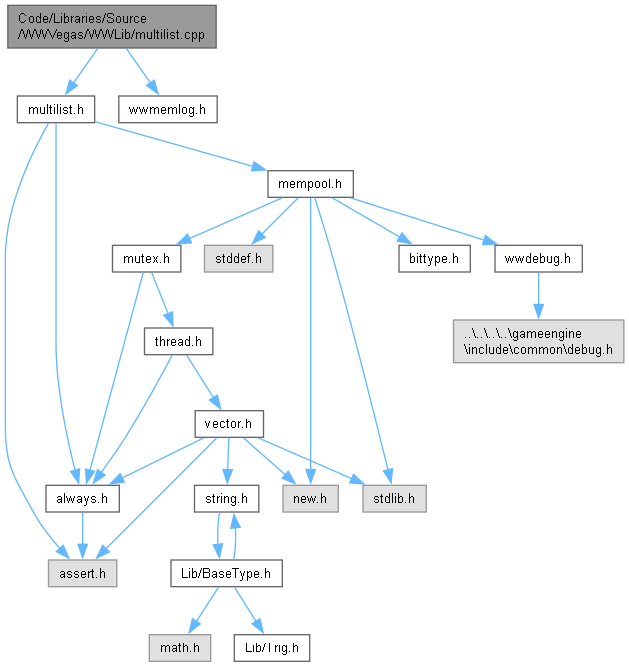 Code/Libraries/Source
/WWVegas/WWLib/multilist.cpp
multilist.h
wwmemlog.h
mempool.h
mutex.h
stddef.h
bittype.h
wwdebug.h
thread.h
..\..\..\..\gameengine
\include\common\debug.h
vector.h
always.h
string.h
new.h
stdlib.h
assert.h
Lib/BaseType.h
math.h
Lib/Trig.h